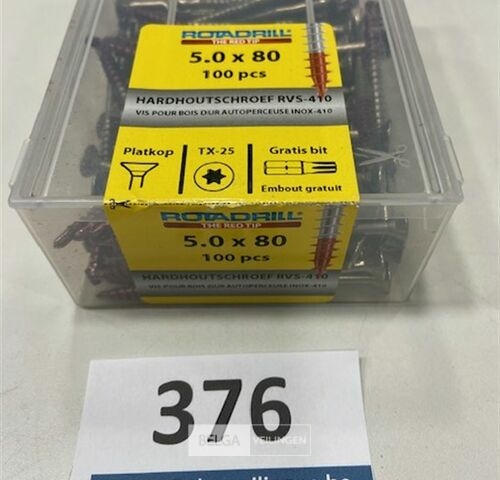 ROTADRILL
THE RED TIP
5.0 x 80
100 pcs
HARDHOUTSCHROEF RVS-410
VIS POUR BOIS DUR AUTOPERCEUSE INOX-410
Platkop
TX-25
Gratis bit
Embout gratuit
ROTADRILL
THE RED TIP
5.0 x 80
100 pcs
HARDHOUTSCHROEF RVS-410
VIS POUR BOIS DUR AUTOPERCEUSE INOX-410
376
BELGA VEILINGEN